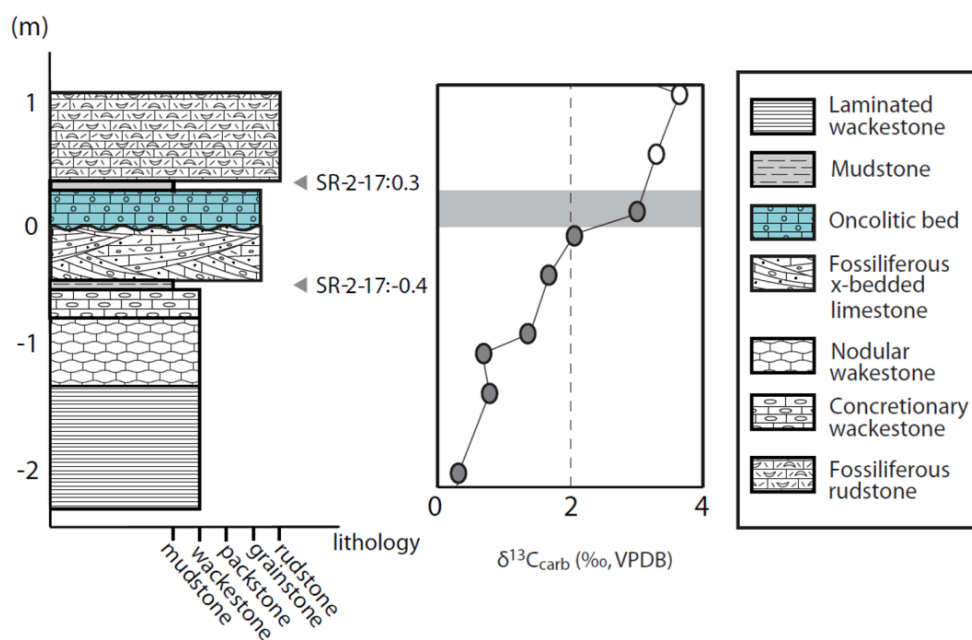 (m)
1
0
-1
-2
SR-2-17:0.3
SR-2-17:-0.4
lithology
mudstone
wackestone
packstone
grainstone
rudstone
0
2
4
δ¹³Ccarb (‰, VPDB)
Laminated
wackestone
Mudstone
Oncolitic bed
Fossiliferous
x-bedded
limestone
Nodular
wakestone
Concretionary
wackestone
Fossiliferous
rudstone